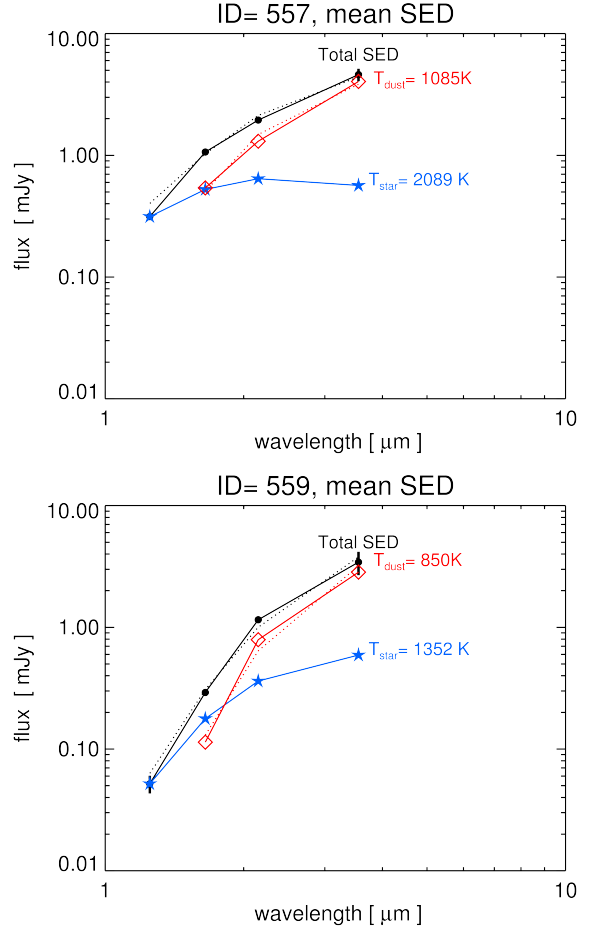 ID= 557, mean SED
10.00
Total SED
T_dust= 1085K
1.00
T_star= 2089 K
flux [ mJy ]
0.10
0.01
1
10
wavelength [ μm ]
ID= 559, mean SED
10.00
Total SED
T_dust= 850K
1.00
T_star= 1352 K
flux [ mJy ]
0.10
0.01
1
10
wavelength [ μm ]